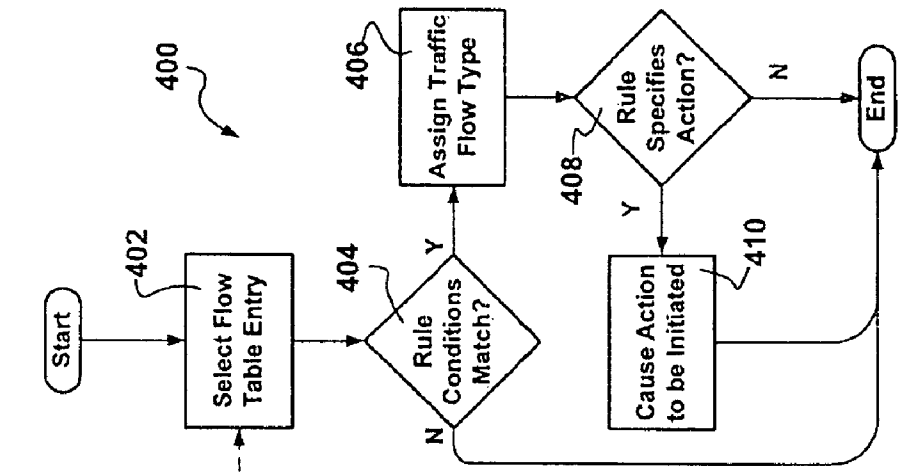 400
Start
402
Select Flow
Table Entry
404
Rule
Conditions
Match?
Y
N
406
Assign Traffic
Flow Type
408
Rule
Specifies
Action?
Y
N
410
Cause Action
to be Initiated
End